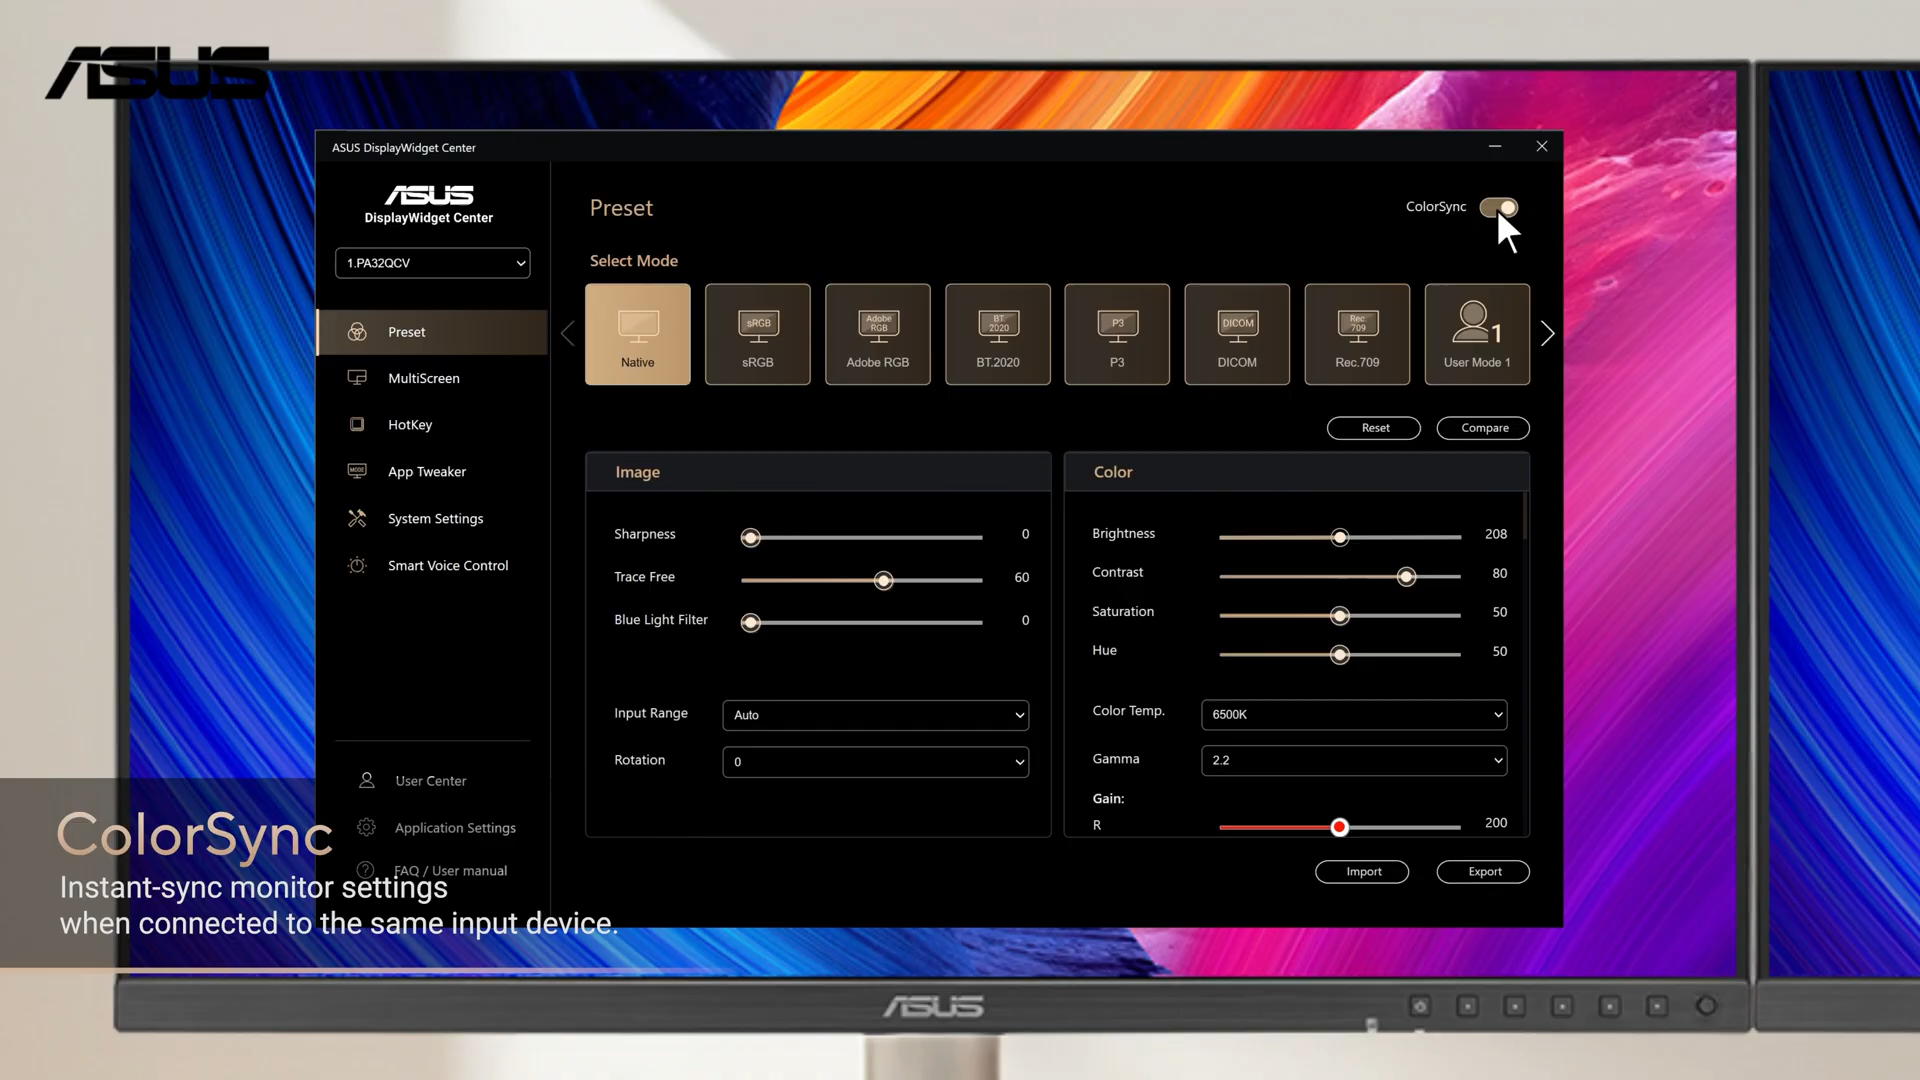 ASUS
ASUS DisplayWidget Center
ASUS
DisplayWidget Center
1.PA32QCV
Preset
MultiScreen
HotKey
MODE
App Tweaker
System Settings
Smart Voice Control
User Center
Application Settings
? FAQ / User manual
Preset
ColorSync
Select Mode
Native
sRGB
sRGB
Adobe
RGB
Adobe RGB
BT.
2020
BT.2020
P3
P3
DICOM
DICOM
Rec.
709
Rec.709
1
User Mode 1
Reset
Compare
Image
Sharpness 0
Trace Free 60
Blue Light Filter 0
Input Range Auto
Rotation 0
Color
Brightness 208
Contrast 80
Saturation 50
Hue 50
Color Temp. 6500K
Gamma 2.2
Gain:
R 200
Import
Export
ColorSync
Instant-sync monitor settings
when connected to the same input device.
ASUS